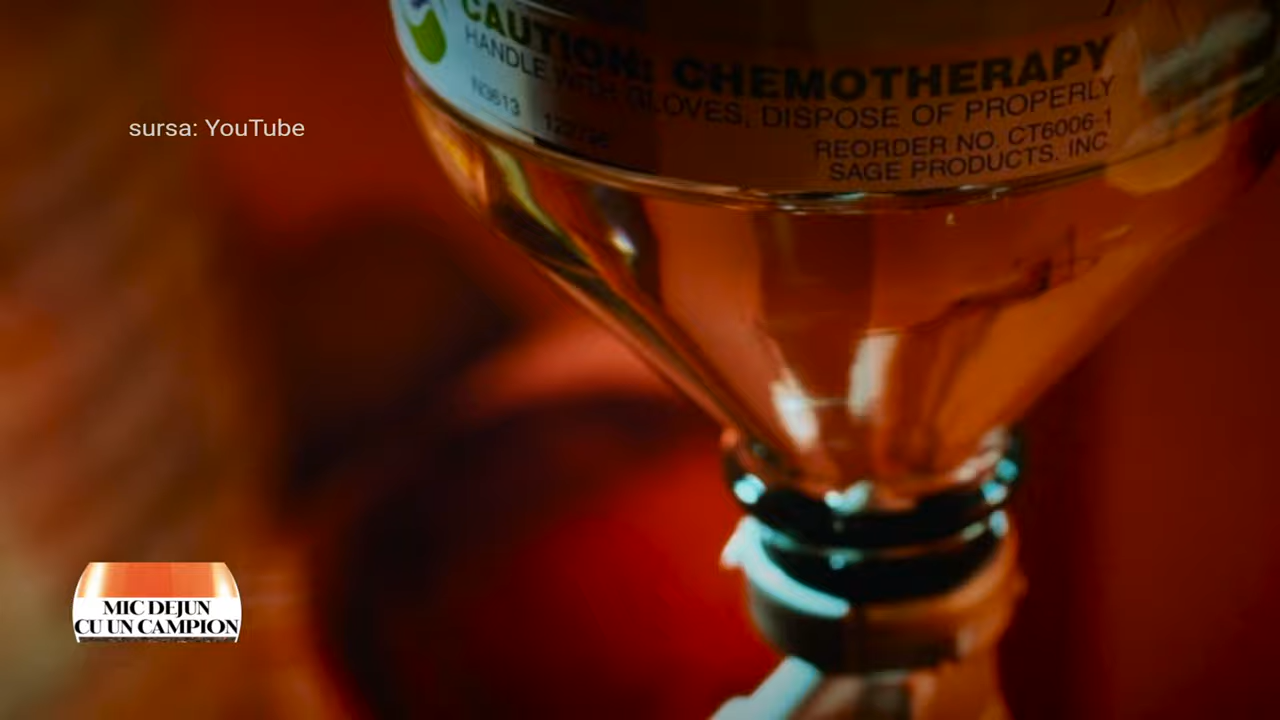 CAUTION: CHEMOTHERAPY
HANDLE WITH GLOVES, DISPOSE OF PROPERLY
N3613
REORDER NO. CT6006-1
SAGE PRODUCTS, INC.
sursa: YouTube
MIC DEJUN
CU UN CAMPION